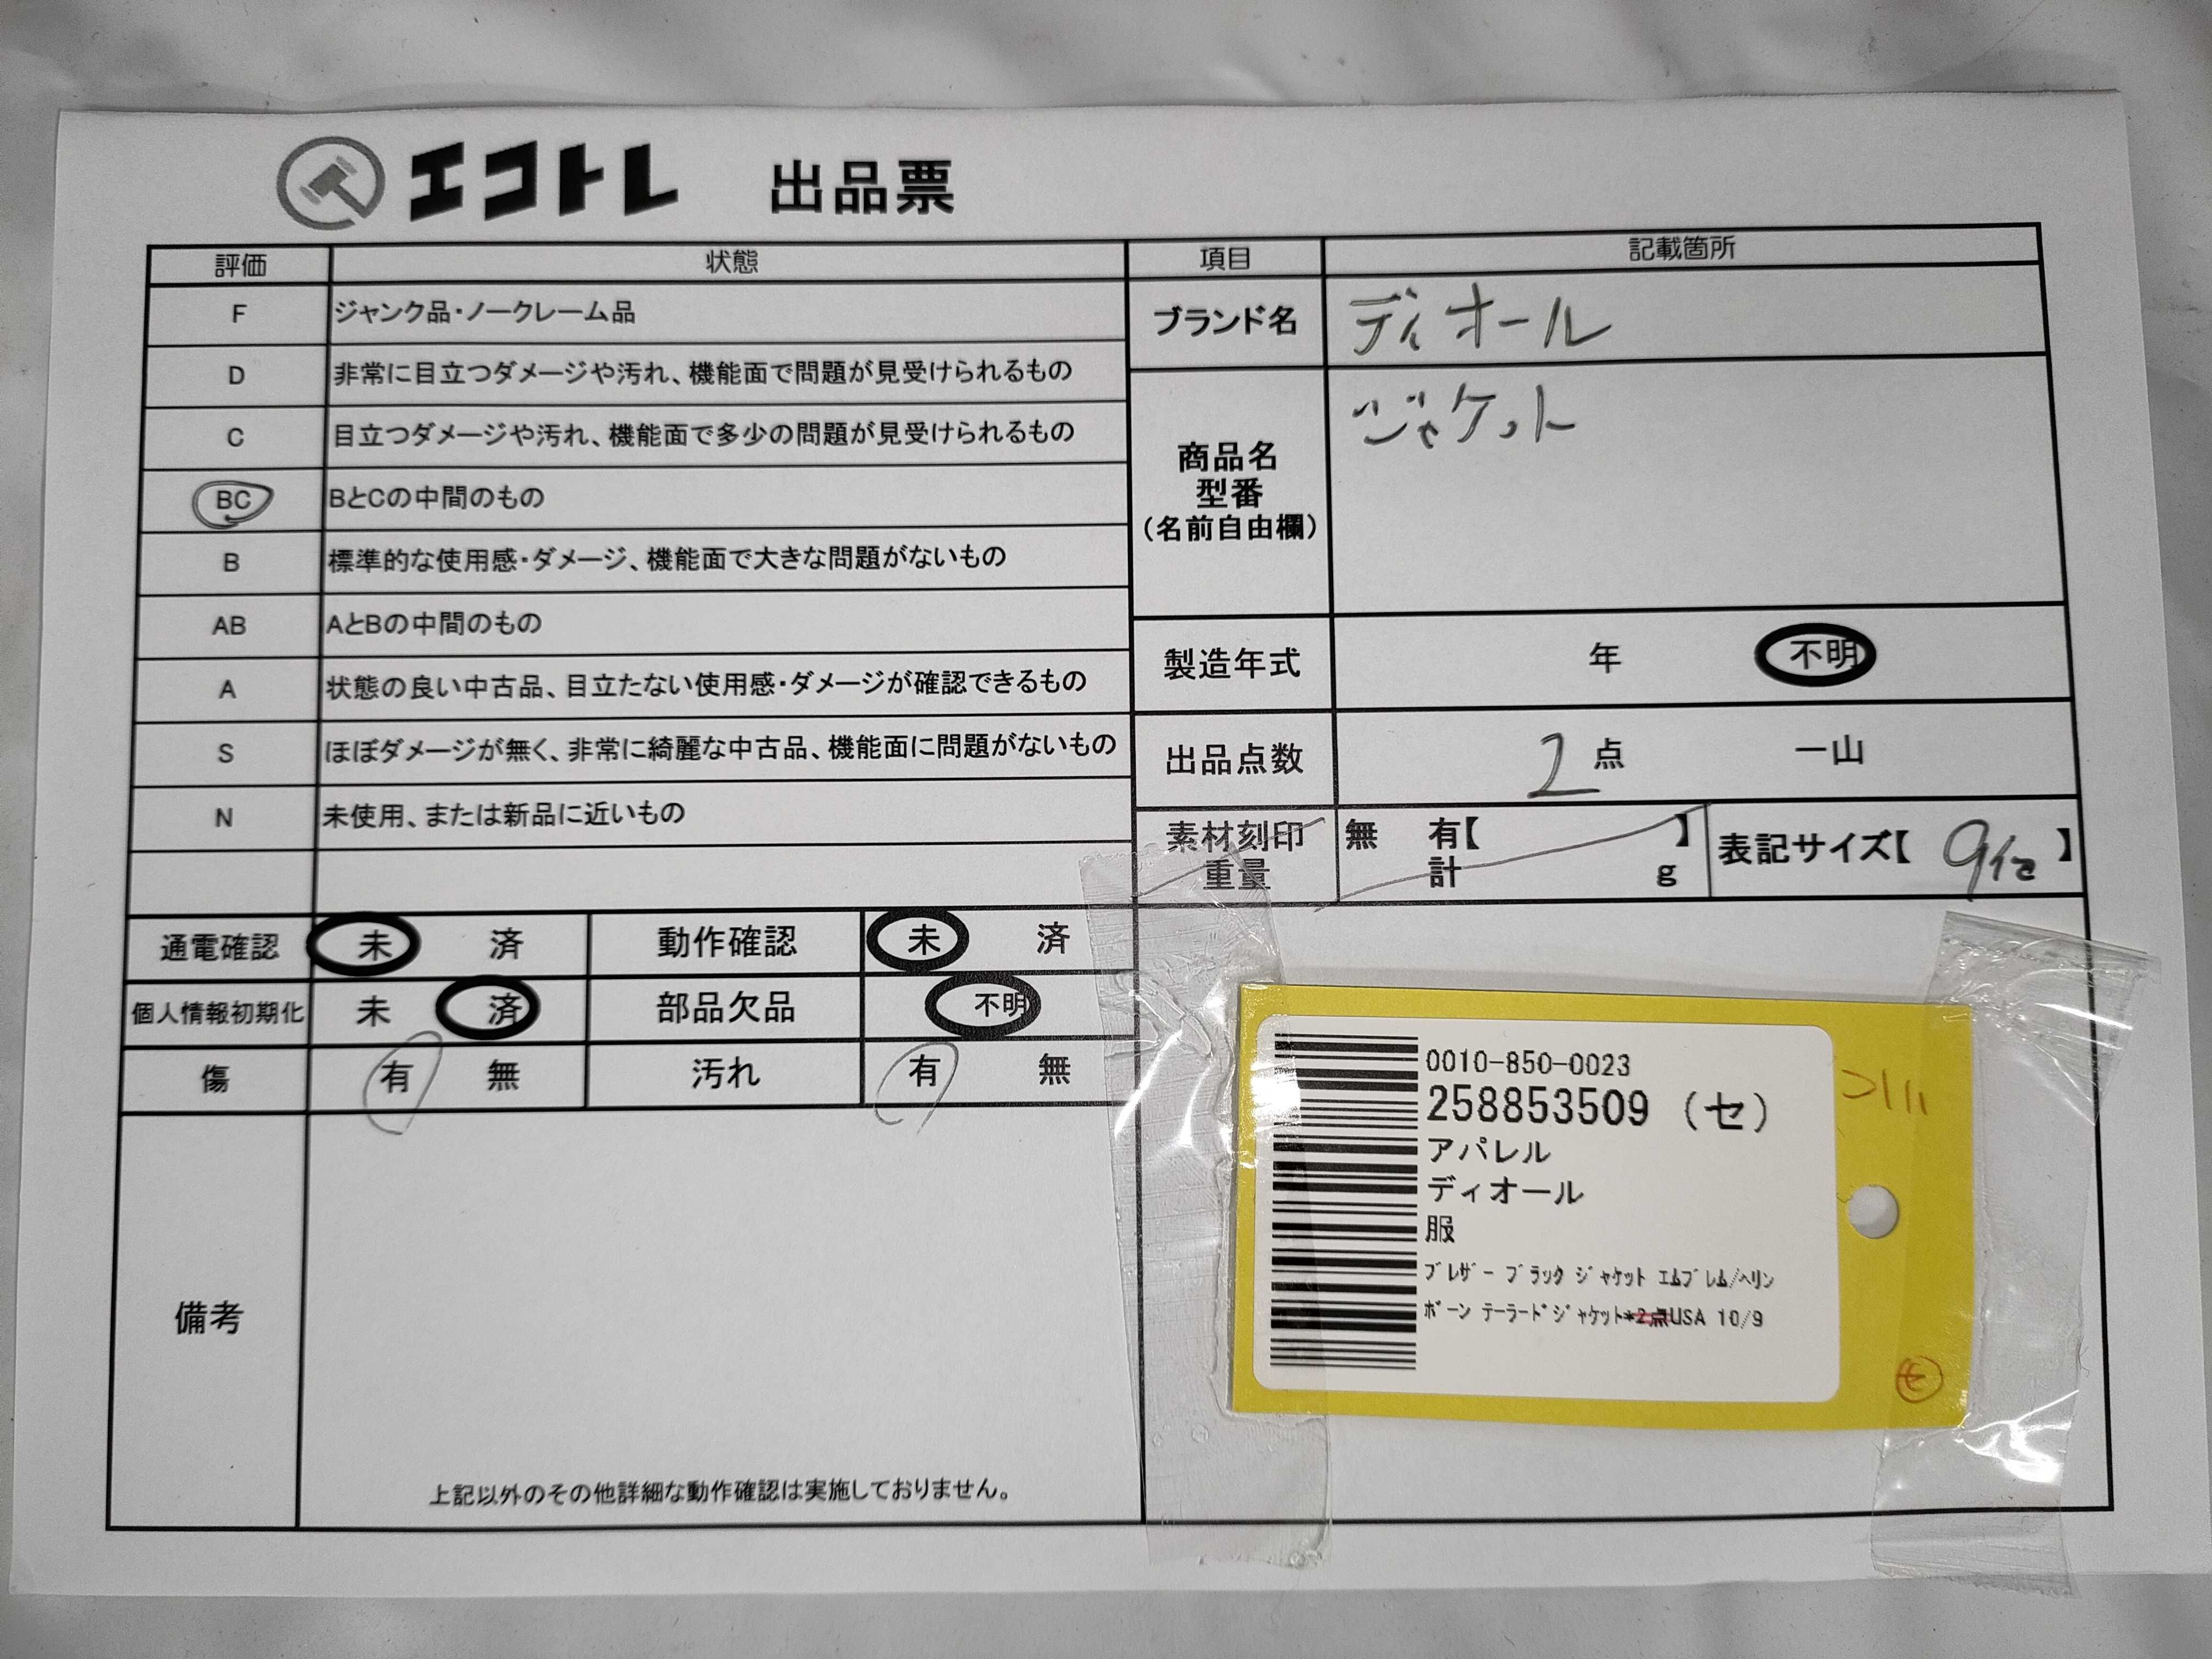 エコトレ 出品票
評価 状態
F ジャンク品・ノークレーム品
D 非常に目立つダメージや汚れ、機能面で問題が見受けられるもの
C 目立つダメージや汚れ、機能面で多少の問題が見受けられるもの
BC BとCの中間のもの
B 標準的な使用感・ダメージ、機能面で大きな問題がないもの
AB AとBの中間のもの
A 状態の良い中古品、目立たない使用感・ダメージが確認できるもの
S ほぼダメージが無く、非常に綺麗な中古品、機能面に問題がないもの
N 未使用、または新品に近いもの
項目 記載箇所
ブランド名 ディオール
商品名
型番
(名前自由欄)
ジャケット
製造年式 年 不明
出品点数 2 点 一山
素材刻印 無 有【 】
重量 計 g
表記サイズ【 9 】
通電確認 未 済 動作確認 未 済
個人情報初期化 未 済 部品欠品 不明
傷 有 無 汚れ 有 無
備考
上記以外のその他詳細な動作確認は実施しておりません。
0010-850-0023
258853509 (セ)
アパレル
ディオール
服
ブレザー ブラック ジャケット エムブレム/ヘリン
ボーン テーラードジャケット*2点USA 10/9